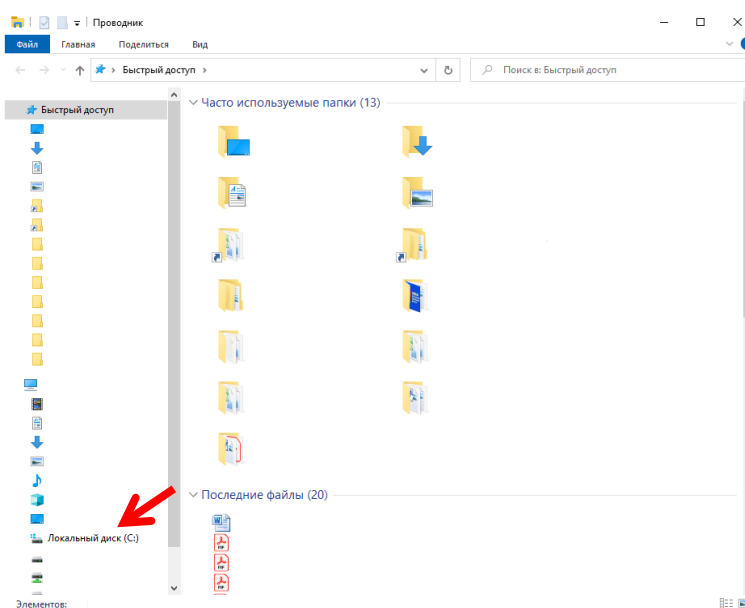 Проводник
Файл Главная Поделиться Вид
Быстрый доступ
Поиск в: Быстрый доступ
Быстрый доступ
Часто используемые папки (13)
Последние файлы (20)
Локальный диск (C:)
Элементов: